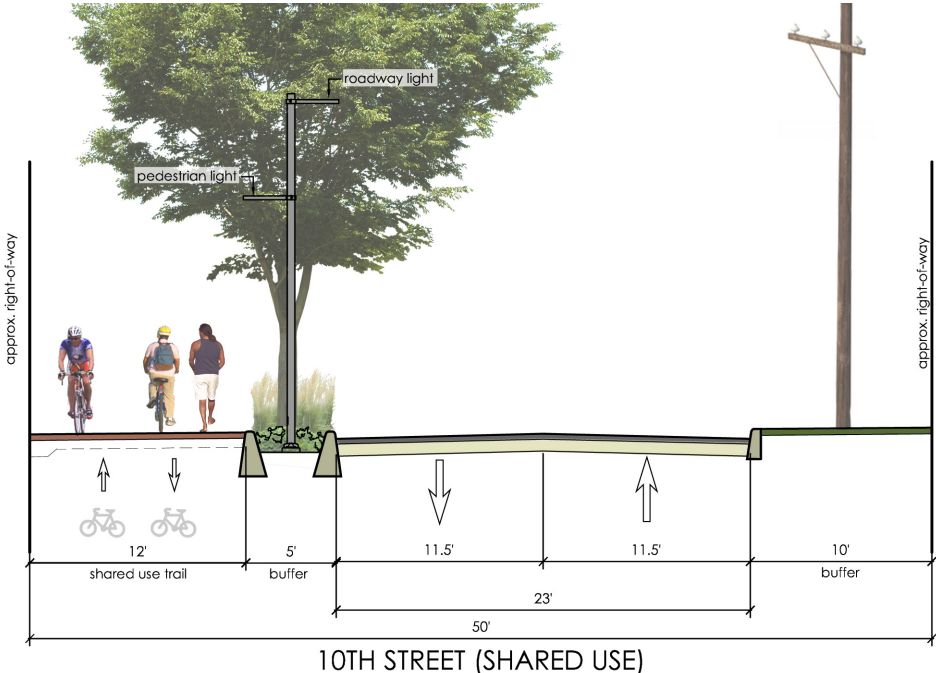 roadway light
pedestrian light
approx. right-of-way
approx. right-of-way
12'
5'
11.5'
11.5'
10'
shared use trail
buffer
buffer
23'
50'
10TH STREET (SHARED USE)